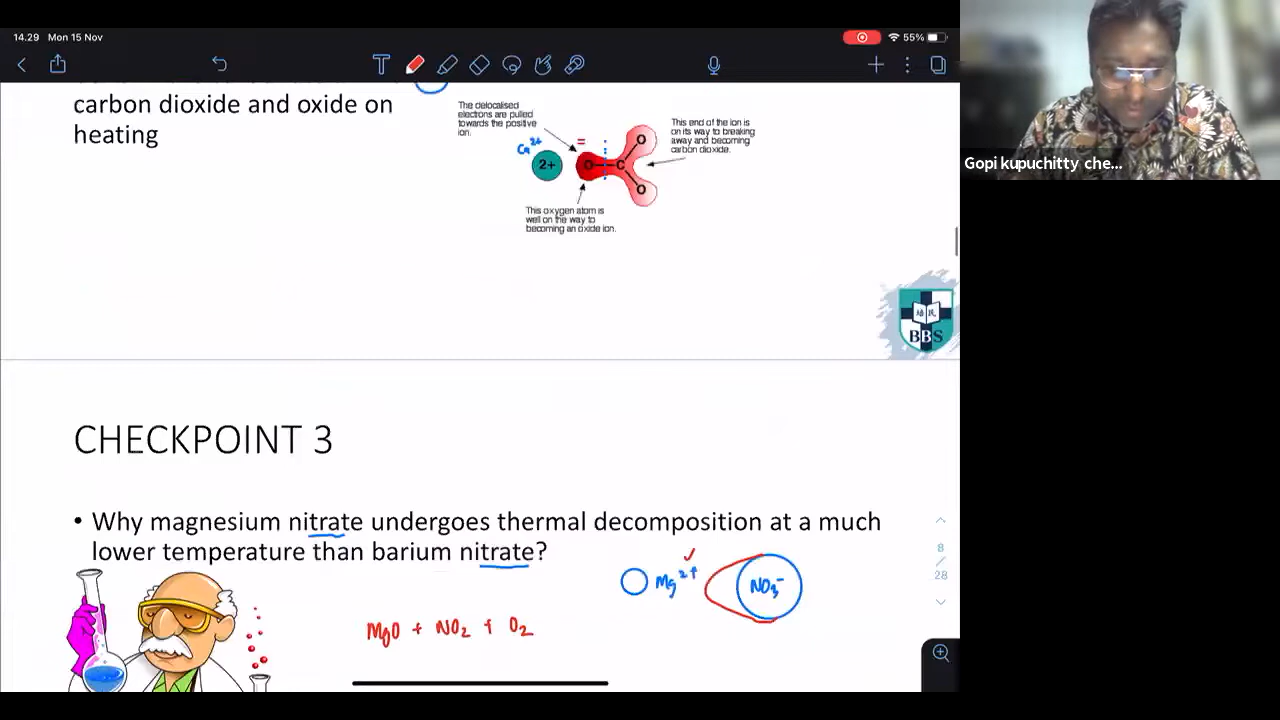 14.29 Mon 15 Nov
55%
T
carbon dioxide and oxide on
heating
The delocalised
electrons are pulled
towards the positive
ion.
Ca2+
=
2+
O
C
O
O
This end of the ion is
on its way to breaking
away and becoming
carbon dioxide.
This oxygen atom is
well on the way to
becoming an oxide ion.
BBS
Gopi kupuchitty che...
CHECKPOINT 3
• Why magnesium nitrate undergoes thermal decomposition at a much
lower temperature than barium nitrate?
Mg2+
NO3-
MgO + NO2 + O2
8
/
28